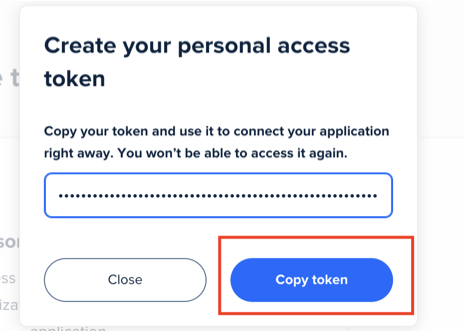 Create your personal access
token
Copy your token and use it to connect your application
right away. You won't be able to access it again.
••••••••••••••••••••••••••••••••••••••••••••••••••••••
Close
Copy token
application